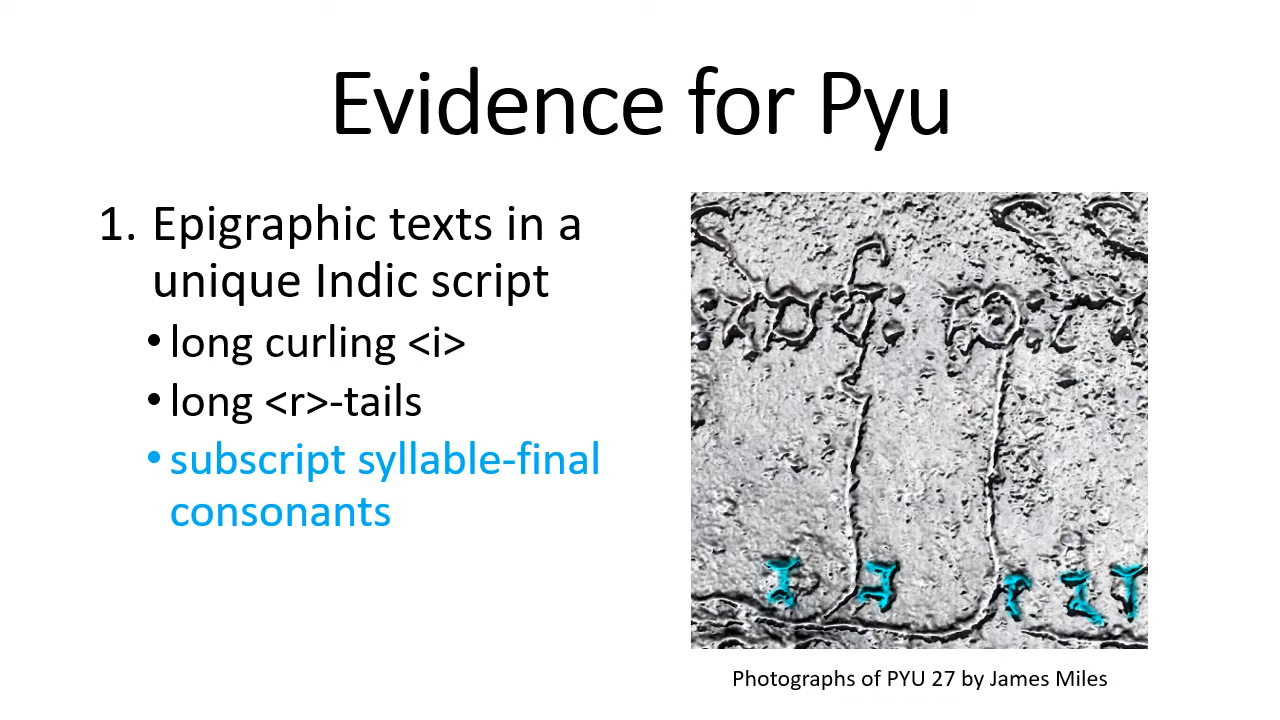 Evidence for Pyu
1. Epigraphic texts in a
unique Indic script
• long curling <i>
• long <r>-tails
• subscript syllable-final
consonants
Photographs of PYU 27 by James Miles